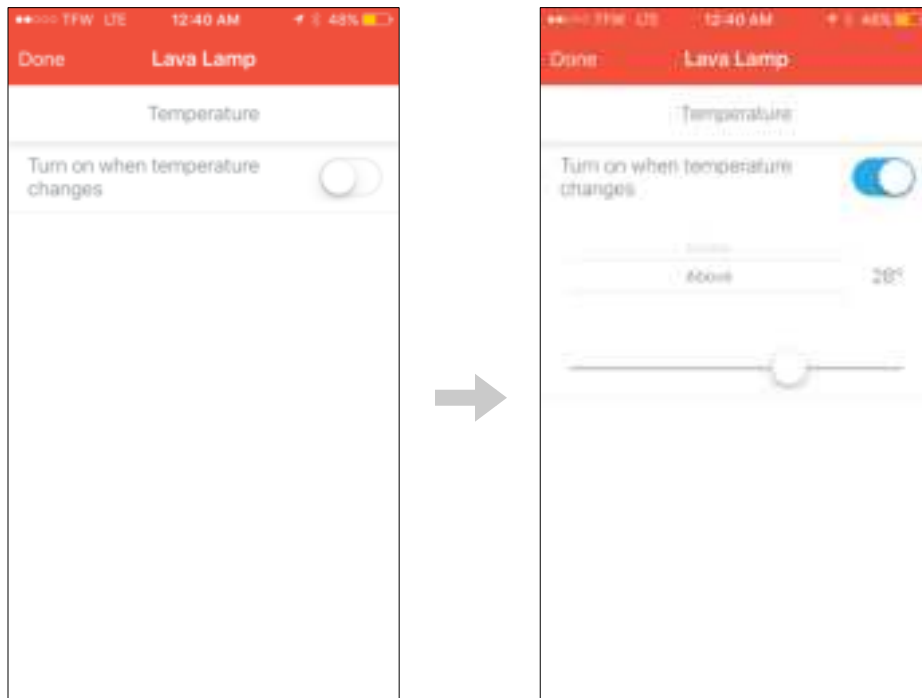 TFW LTE 12:40 AM 48%
Done Lava Lamp
Temperature
Turn on when temperature
changes
TFW LTE 12:40 AM 48%
Done Lava Lamp
Temperature
Turn on when temperature
changes
Above 28°